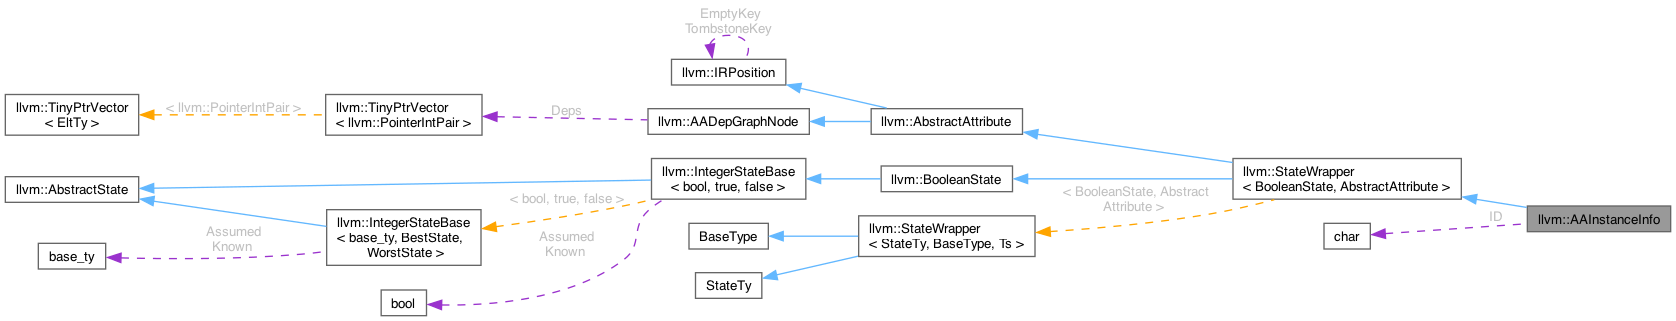 EmptyKey
TombstoneKey
llvm::IRPosition
llvm::TinyPtrVector
< EltTy >
< llvm::PointerIntPair >
llvm::TinyPtrVector
< llvm::PointerIntPair >
Deps
llvm::AADepGraphNode
llvm::AbstractAttribute
llvm::AbstractState
llvm::IntegerStateBase
< bool, true, false >
llvm::BooleanState
llvm::StateWrapper
< BooleanState, AbstractAttribute >
< bool, true, false >
< BooleanState, Abstract
Attribute >
llvm::IntegerStateBase
< base_ty, BestState,
WorstState >
Assumed
Known
base_ty
Assumed
Known
bool
BaseType
llvm::StateWrapper
< StateTy, BaseType, Ts >
StateTy
char
ID
llvm::AAInstanceInfo